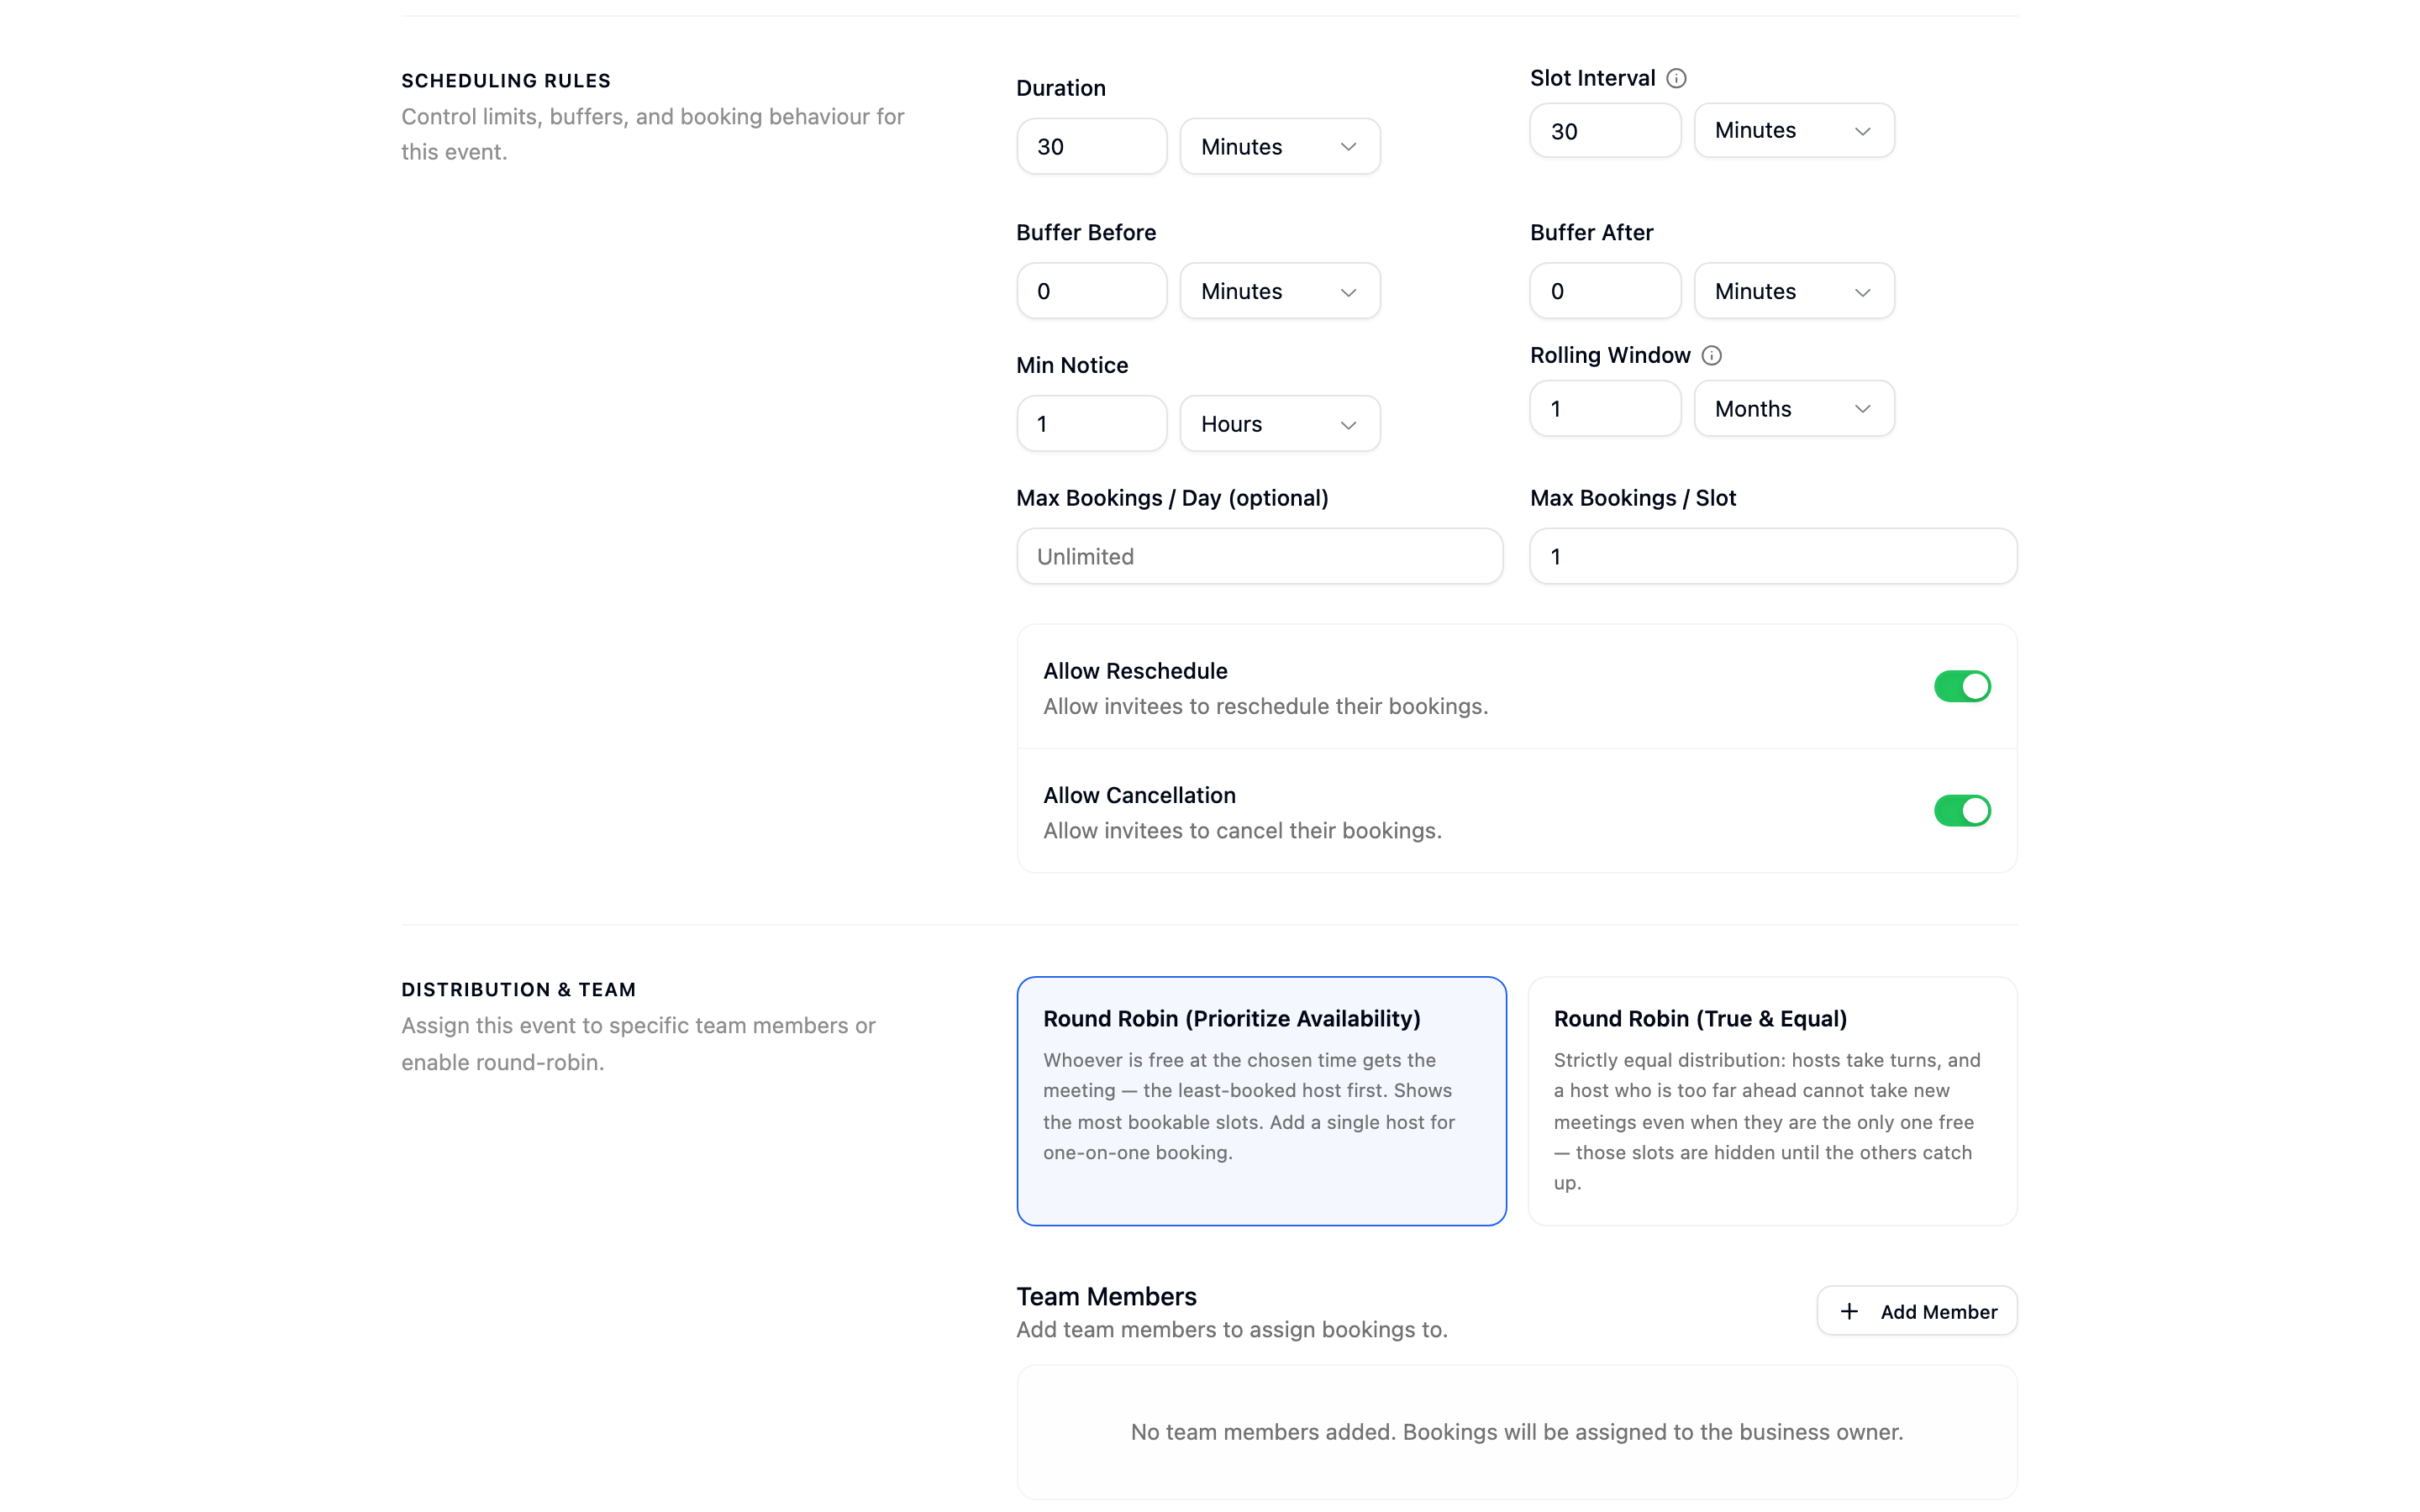 SCHEDULING RULES
Control limits, buffers, and booking behaviour for
this event.
Duration
30
Minutes
Slot Interval
30
Minutes
Buffer Before
0
Minutes
Buffer After
0
Minutes
Min Notice
1
Hours
Rolling Window
1
Months
Max Bookings / Day (optional)
Unlimited
Max Bookings / Slot
1
Allow Reschedule
Allow invitees to reschedule their bookings.
Allow Cancellation
Allow invitees to cancel their bookings.
DISTRIBUTION & TEAM
Assign this event to specific team members or
enable round-robin.
Round Robin (Prioritize Availability)
Whoever is free at the chosen time gets the
meeting — the least-booked host first. Shows
the most bookable slots. Add a single host for
one-on-one booking.
Round Robin (True & Equal)
Strictly equal distribution: hosts take turns, and
a host who is too far ahead cannot take new
meetings even when they are the only one free
— those slots are hidden until the others catch
up.
Team Members
Add team members to assign bookings to.
+ Add Member
No team members added. Bookings will be assigned to the business owner.